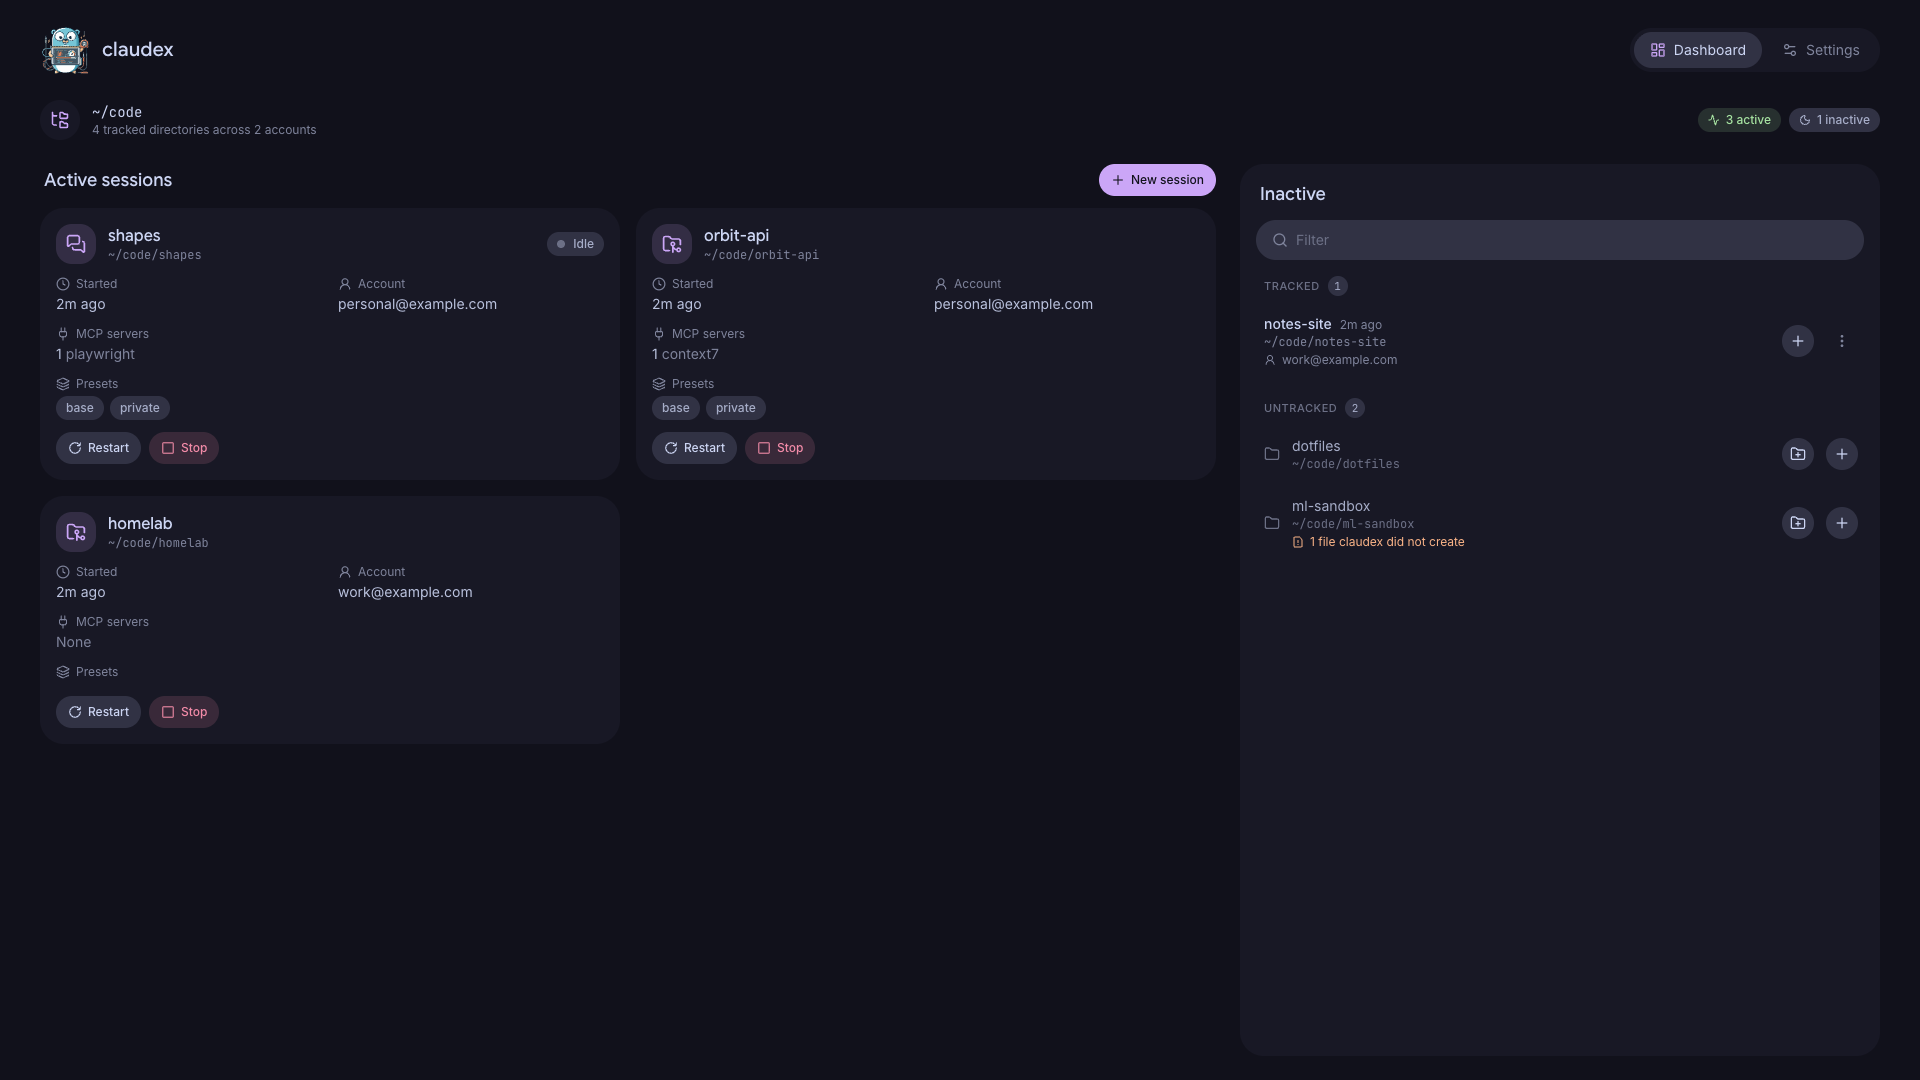 claudex
Dashboard
Settings
~/code
4 tracked directories across 2 accounts
3 active
1 inactive
Active sessions
New session
shapes
~/code/shapes
Idle
Started
2m ago
Account
personal@example.com
MCP servers
1 playwright
Presets
base
private
Restart
Stop
orbit-api
~/code/orbit-api
Started
2m ago
Account
personal@example.com
MCP servers
1 context7
Presets
base
private
Restart
Stop
homelab
~/code/homelab
Started
2m ago
Account
work@example.com
MCP servers
None
Presets
Restart
Stop
Inactive
Filter
TRACKED 1
notes-site 2m ago
~/code/notes-site
work@example.com
UNTRACKED 2
dotfiles
~/code/dotfiles
ml-sandbox
~/code/ml-sandbox
1 file claudex did not create